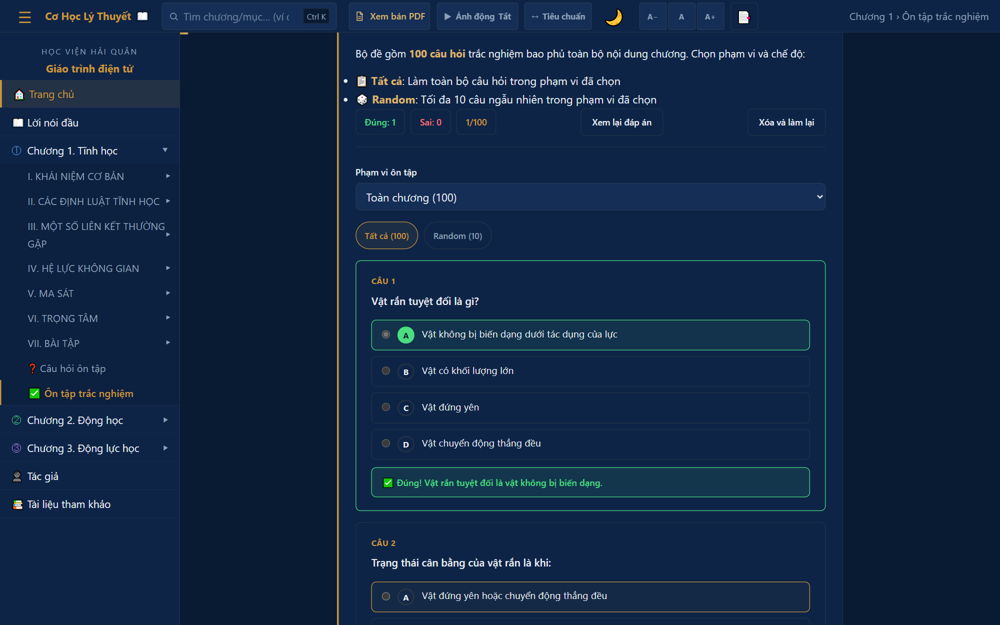 Cơ Học Lý Thuyết
Tìm chương/mục... (ví c
Ctrl K
Xem bản PDF
Ảnh động Tắt
Tiêu chuẩn
A−
A
A+
Chương 1 › Ôn tập trắc nghiệm
HỌC VIỆN HẢI QUÂN
Giáo trình điện tử
Trang chủ
Lời nói đầu
① Chương 1. Tĩnh học
I. KHÁI NIỆM CƠ BẢN
II. CÁC ĐỊNH LUẬT TĨNH HỌC
III. MỘT SỐ LIÊN KẾT THƯỜNG
GẶP
IV. HỆ LỰC KHÔNG GIAN
V. MA SÁT
VI. TRỌNG TÂM
VII. BÀI TẬP
Câu hỏi ôn tập
Ôn tập trắc nghiệm
② Chương 2. Động học
③ Chương 3. Động lực học
Tác giả
Tài liệu tham khảo
Bộ đề gồm 100 câu hỏi trắc nghiệm bao phủ toàn bộ nội dung chương. Chọn phạm vi và chế độ:
Tất cả: Làm toàn bộ câu hỏi trong phạm vi đã chọn
Random: Tối đa 10 câu ngẫu nhiên trong phạm vi đã chọn
Đúng: 1
Sai: 0
1/100
Xem lại đáp án
Xóa và làm lại
Phạm vi ôn tập
Toàn chương (100)
Tất cả (100)
Random (10)
CÂU 1
Vật rắn tuyệt đối là gì?
A Vật không bị biến dạng dưới tác dụng của lực
B Vật có khối lượng lớn
C Vật đứng yên
D Vật chuyển động thẳng đều
Đúng! Vật rắn tuyệt đối là vật không bị biến dạng.
CÂU 2
Trạng thái cân bằng của vật rắn là khi:
A Vật đứng yên hoặc chuyển động thẳng đều